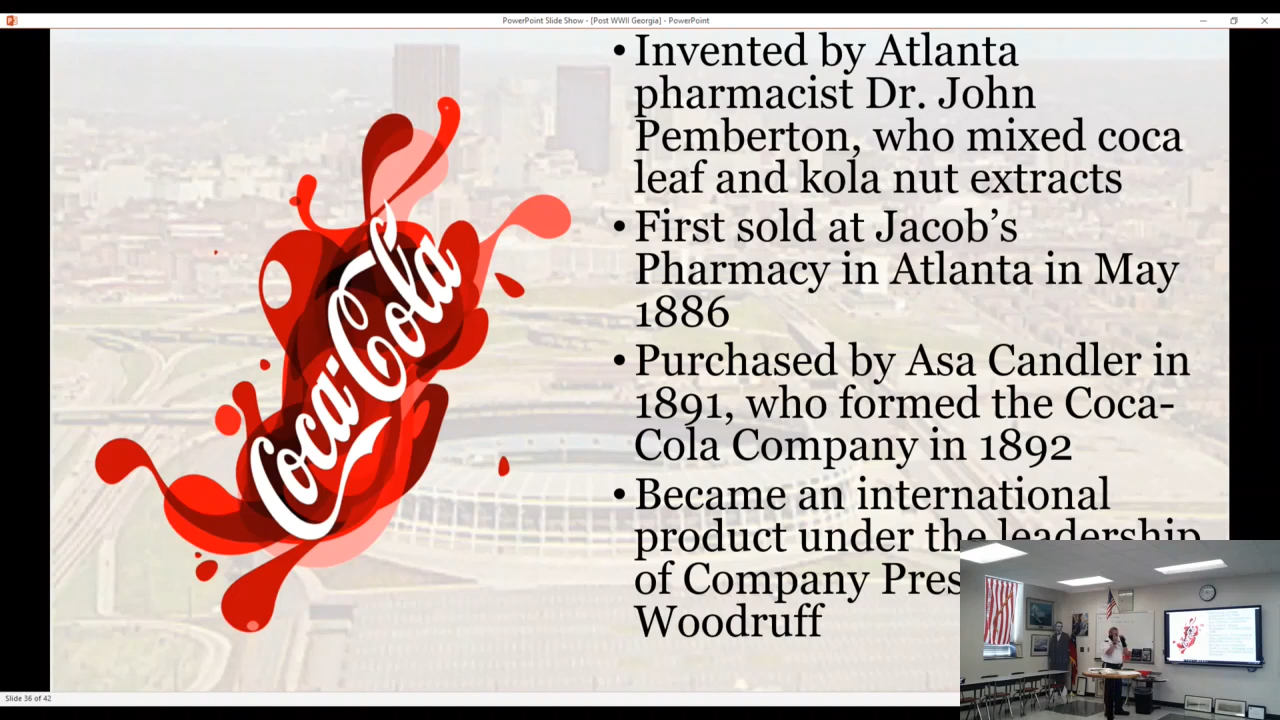 PowerPoint Slide Show - [Post WWII Georgia] - PowerPoint
• Invented by Atlanta
pharmacist Dr. John
Pemberton, who mixed coca
leaf and kola nut extracts
• First sold at Jacob's
Pharmacy in Atlanta in May
1886
• Purchased by Asa Candler in
1891, who formed the Coca-
Cola Company in 1892
• Became an international
product under the leadership
of Company Pres
Woodruff
Coca-Cola
Slide 36 of 42